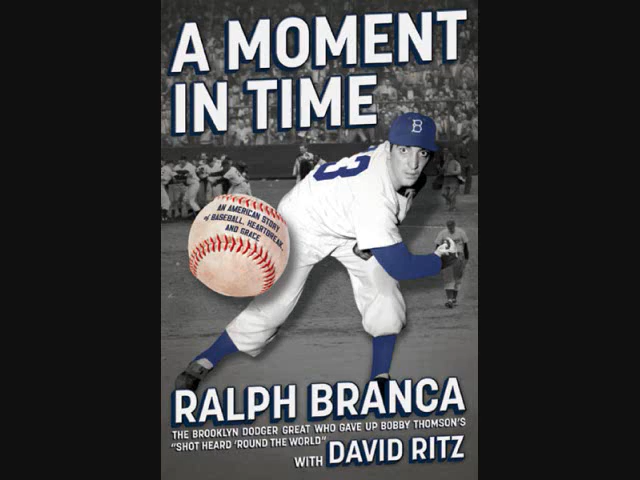 A MOMENT
IN TIME
B
3
AN AMERICAN STORY
of BASEBALL, HEARTBREAK,
AND GRACE
RALPH BRANCA
THE BROOKLYN DODGER GREAT WHO GAVE UP BOBBY THOMSON'S
"SHOT HEARD 'ROUND THE WORLD"
WITH DAVID RITZ